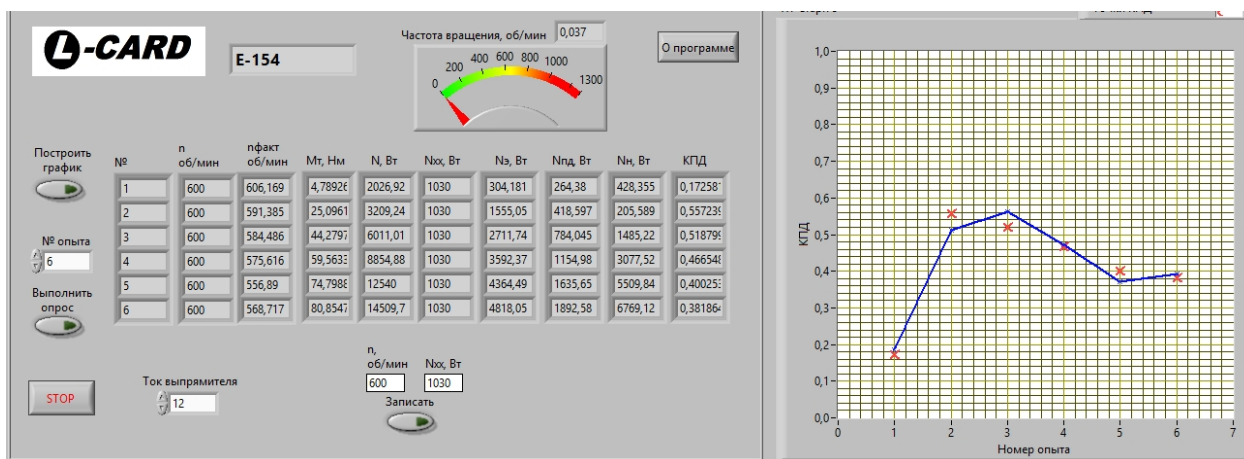 L-CARD
E-154
Частота вращения, об/мин 0,037
О программе
0 200 400 600 800 1000 1300
Построить график
№ n об/мин nфакт об/мин Мт, Нм N, Вт Nхх, Вт Nэ, Вт Nпд, Вт Nн, Вт КПД
1 600 606,169 4,7892 2026,92 1030 304,181 264,38 428,355 0,17258
2 600 591,385 25,0961 3209,24 1030 1555,05 418,597 205,589 0,55723
3 600 584,486 44,2797 6011,01 1030 2711,74 784,045 1485,22 0,51879
4 600 575,616 59,5633 8854,88 1030 3592,37 1154,98 3077,52 0,466548
5 600 556,89 74,7988 12540 1030 4364,49 1635,65 5509,84 0,40025
6 600 568,717 80,8547 14509,7 1030 4818,05 1892,58 6769,12 0,381864
№ опыта
6
Выполнить опрос
STOP
Ток выпрямителя
12
n, об/мин Nхх, Вт
600 1030
Записать
КПД
1,0
0,9
0,8
0,7
0,6
0,5
0,4
0,3
0,2
0,1
0,0
0 1 2 3 4 5 6 7
Номер опыта